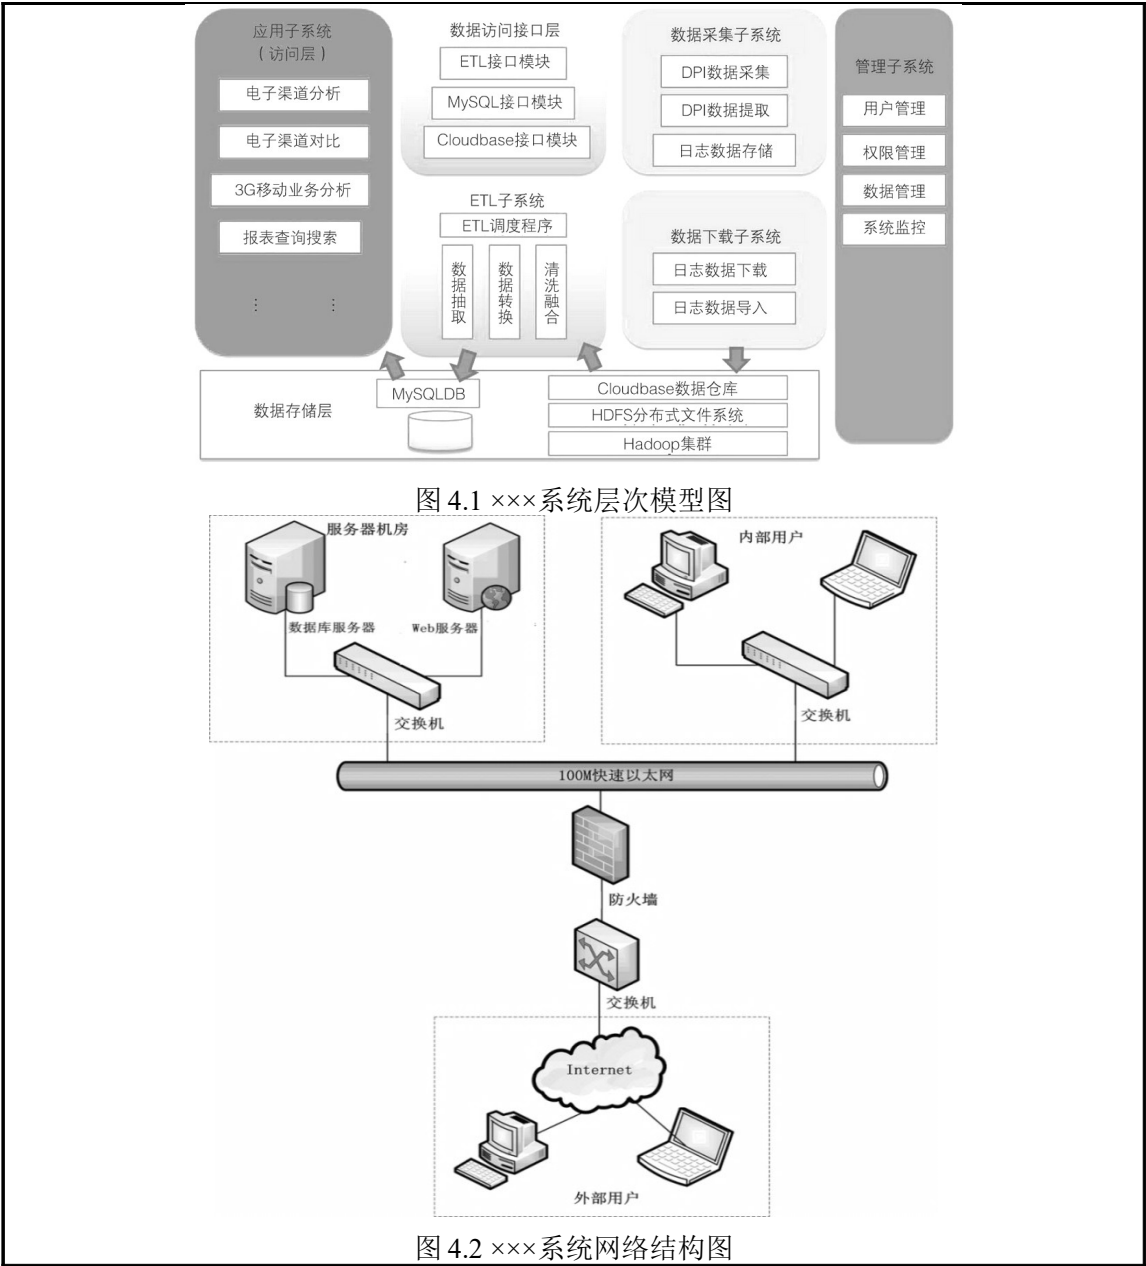 应用子系统
（访问层）
电子渠道分析
电子渠道对比
3G移动业务分析
报表查询搜索
⋮ ⋮
数据访问接口层
ETL接口模块
MySQL接口模块
Cloudbase接口模块
ETL子系统
ETL调度程序
数据抽取
数据转换
清洗融合
数据采集子系统
DPI数据采集
DPI数据提取
日志数据存储
数据下载子系统
日志数据下载
日志数据导入
管理子系统
用户管理
权限管理
数据管理
系统监控
数据存储层
MySQLDB
Cloudbase数据仓库
HDFS分布式文件系统
Hadoop集群
图 4.1 ×××系统层次模型图
服务器机房
数据库服务器
Web服务器
交换机
内部用户
交换机
100M快速以太网
防火墙
交换机
Internet
外部用户
图 4.2 ×××系统网络结构图